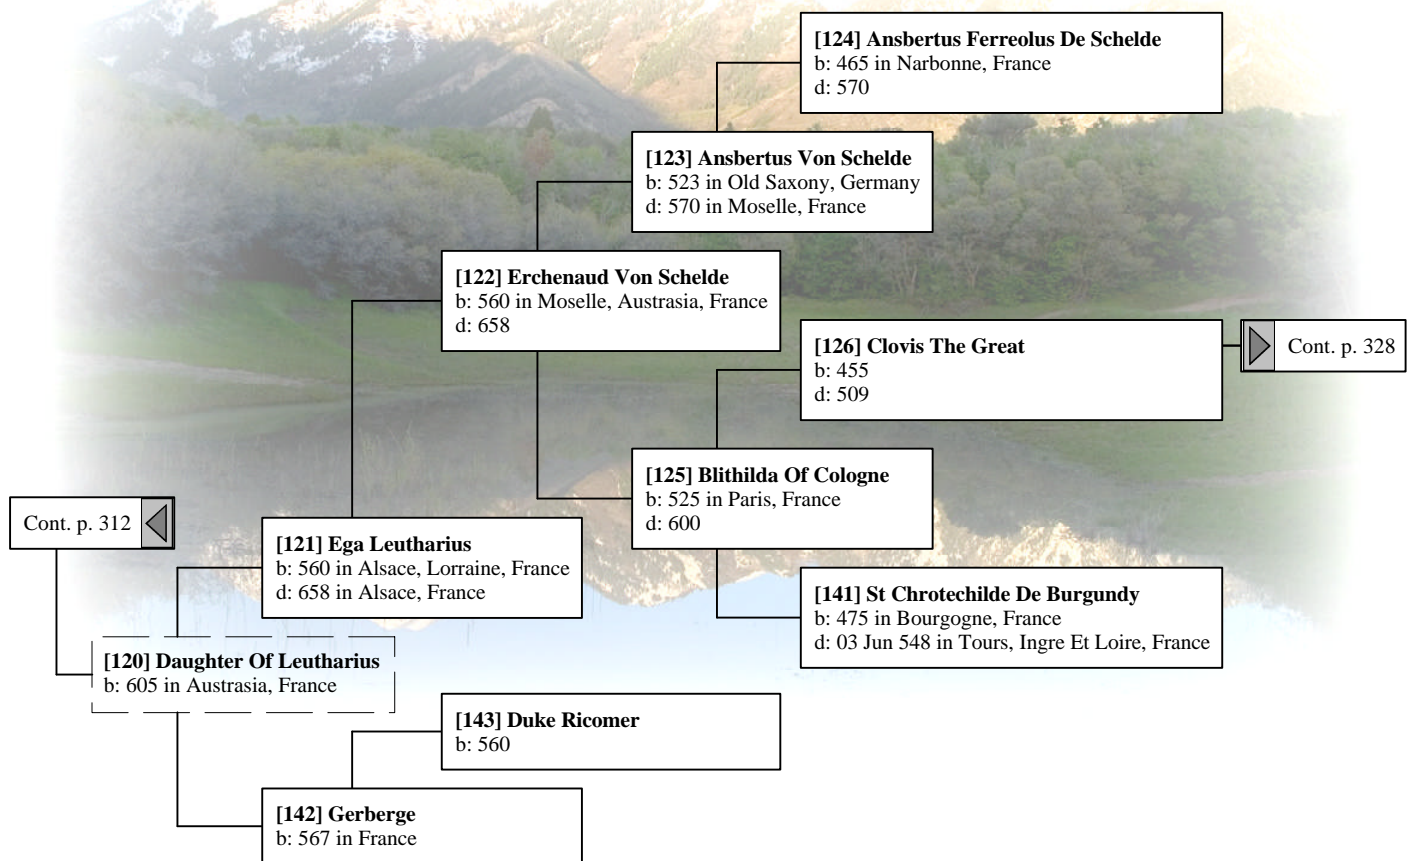 [124] Ansbertus Ferreolus De Schelde
b: 465 in Narbonne, France
d: 570
[123] Ansbertus Von Schelde
b: 523 in Old Saxony, Germany
d: 570 in Moselle, France
[122] Erchenaud Von Schelde
b: 560 in Moselle, Austrasia, France
d: 658
[126] Clovis The Great
b: 455
d: 509
Cont. p. 328
[125] Blithilda Of Cologne
b: 525 in Paris, France
d: 600
Cont. p. 312
[121] Ega Leutharius
b: 560 in Alsace, Lorraine, France
d: 658 in Alsace, France
[141] St Chrotechilde De Burgundy
b: 475 in Bourgogne, France
d: 03 Jun 548 in Tours, Ingre Et Loire, France
[120] Daughter Of Leutharius
b: 605 in Austrasia, France
[143] Duke Ricomer
b: 560
[142] Gerberge
b: 567 in France